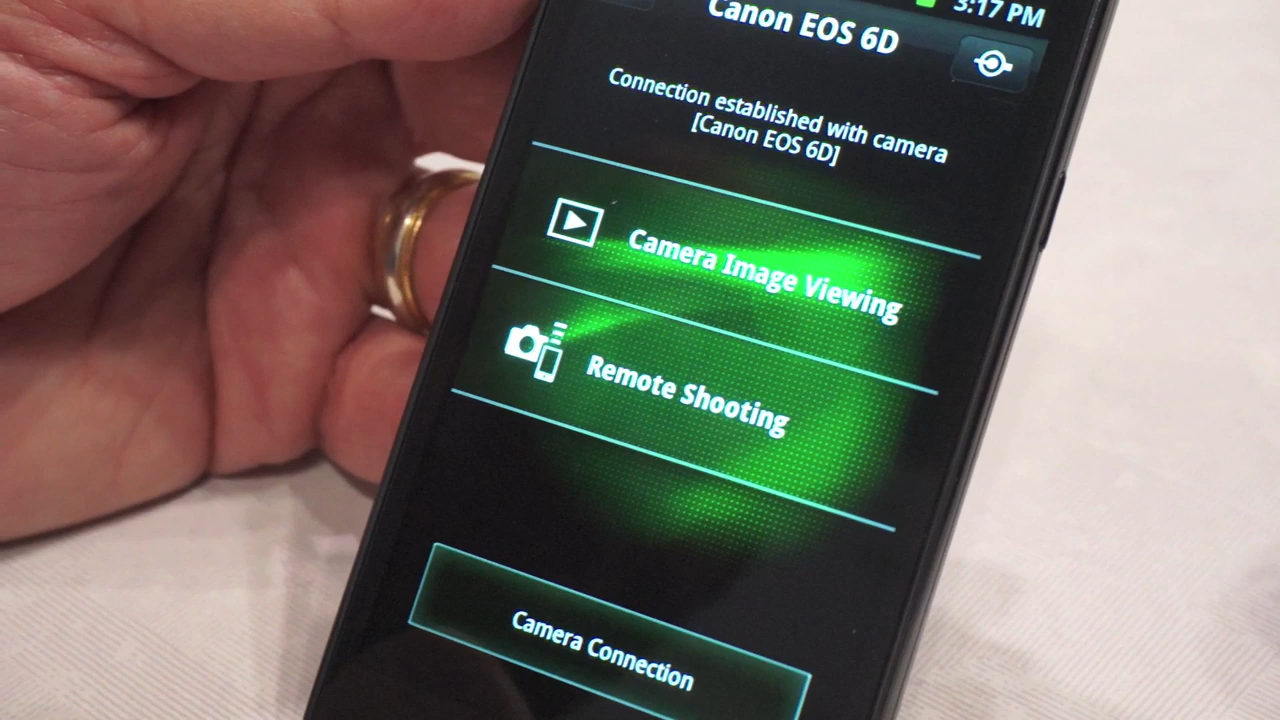 3:17 PM
Canon EOS 6D
Connection established with camera
[Canon EOS 6D]
Camera Image Viewing
Remote Shooting
Camera Connection